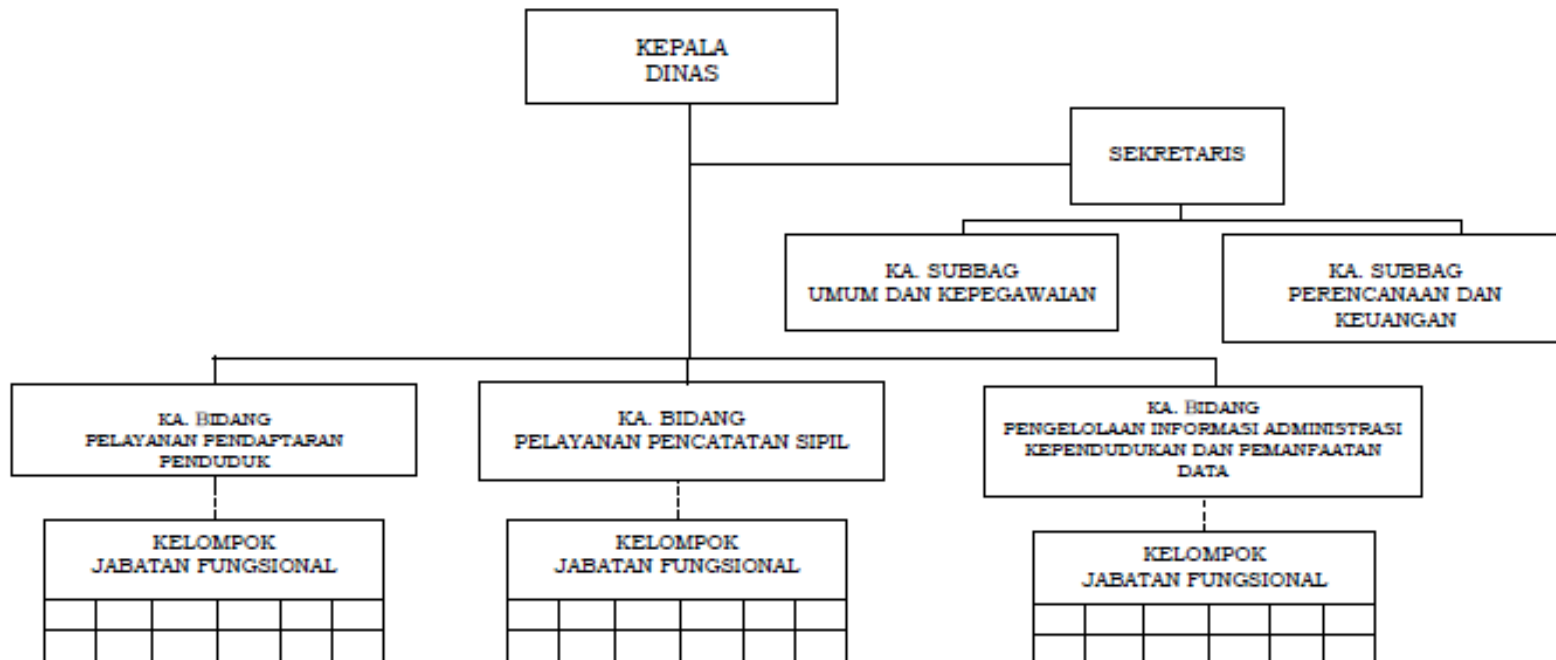 KEPALA
DINAS
SEKRETARIS
KA. SUBBAG
UMUM DAN KEPEGAWAIAN
KA. SUBBAG
PERENCANAAN DAN
KEUANGAN
KA. BIDANG
PELAYANAN PENDAFTARAN
PENDUDUK
KA. BIDANG
PELAYANAN PENCATATAN SIPIL
KA. BIDANG
PENGELOLAAN INFORMASI ADMINISTRASI
KEPENDUDUKAN DAN PEMANFAATAN
DATA
KELOMPOK
JABATAN FUNGSIONAL
KELOMPOK
JABATAN FUNGSIONAL
KELOMPOK
JABATAN FUNGSIONAL